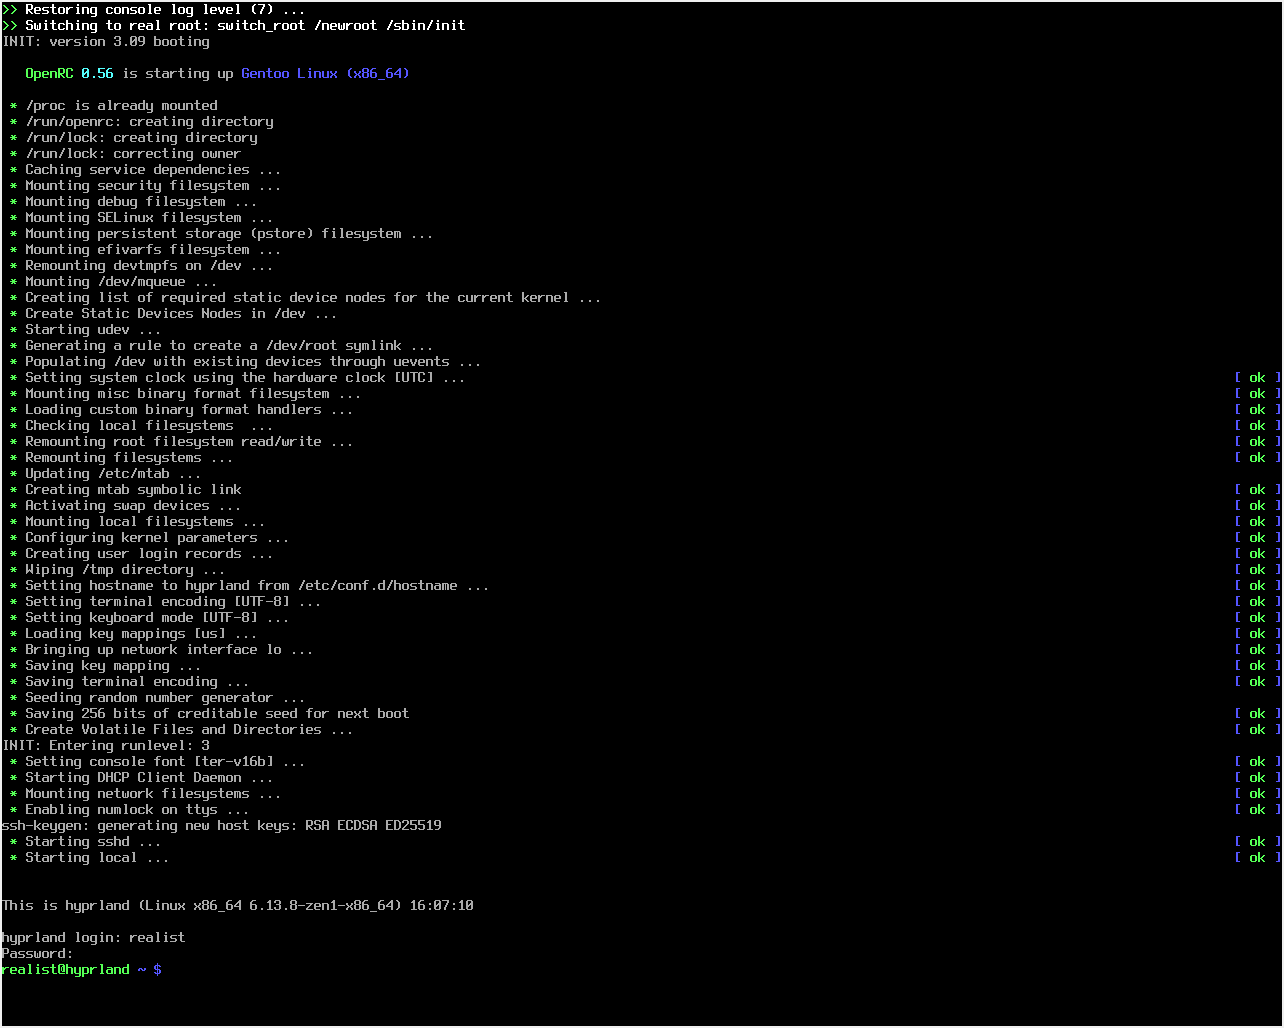 >> Restoring console log level (7) ...
>> Switching to real root: switch_root /newroot /sbin/init
INIT: version 3.09 booting
OpenRC 0.56 is starting up Gentoo Linux (x86_64)
* /proc is already mounted
* /run/openrc: creating directory
* /run/lock: creating directory
* /run/lock: correcting owner
* Caching service dependencies ...
* Mounting security filesystem ...
* Mounting debug filesystem ...
* Mounting SELinux filesystem ...
* Mounting persistent storage (pstore) filesystem ...
* Mounting efivarfs filesystem ...
* Remounting devtmpfs on /dev ...
* Mounting /dev/mqueue ...
* Creating list of required static device nodes for the current kernel ...
* Create Static Devices Nodes in /dev ...
* Starting udev ...
* Generating a rule to create a /dev/root symlink ...
* Populating /dev with existing devices through uevents ...
* Setting system clock using the hardware clock [UTC] ... [ ok ]
* Mounting misc binary format filesystem ... [ ok ]
* Loading custom binary format handlers ... [ ok ]
* Checking local filesystems  ... [ ok ]
* Remounting root filesystem read/write ... [ ok ]
* Remounting filesystems ... [ ok ]
* Updating /etc/mtab ...
* Creating mtab symbolic link [ ok ]
* Activating swap devices ... [ ok ]
* Mounting local filesystems ... [ ok ]
* Configuring kernel parameters ... [ ok ]
* Creating user login records ... [ ok ]
* Wiping /tmp directory ... [ ok ]
* Setting hostname to hyprland from /etc/conf.d/hostname ... [ ok ]
* Setting terminal encoding [UTF-8] ... [ ok ]
* Setting keyboard mode [UTF-8] ... [ ok ]
* Loading key mappings [us] ... [ ok ]
* Bringing up network interface lo ... [ ok ]
* Saving key mapping ... [ ok ]
* Saving terminal encoding ... [ ok ]
* Seeding random number generator ...
* Saving 256 bits of creditable seed for next boot [ ok ]
* Create Volatile Files and Directories ... [ ok ]
INIT: Entering runlevel: 3
* Setting console font [ter-v16b] ... [ ok ]
* Starting DHCP Client Daemon ... [ ok ]
* Mounting network filesystems ... [ ok ]
* Enabling numlock on ttys ... [ ok ]
ssh-keygen: generating new host keys: RSA ECDSA ED25519
* Starting sshd ... [ ok ]
* Starting local ... [ ok ]
This is hyprland (Linux x86_64 6.13.8-zen1-x86_64) 16:07:10
hyprland login: realist
Password:
realist@hyprland ~ $